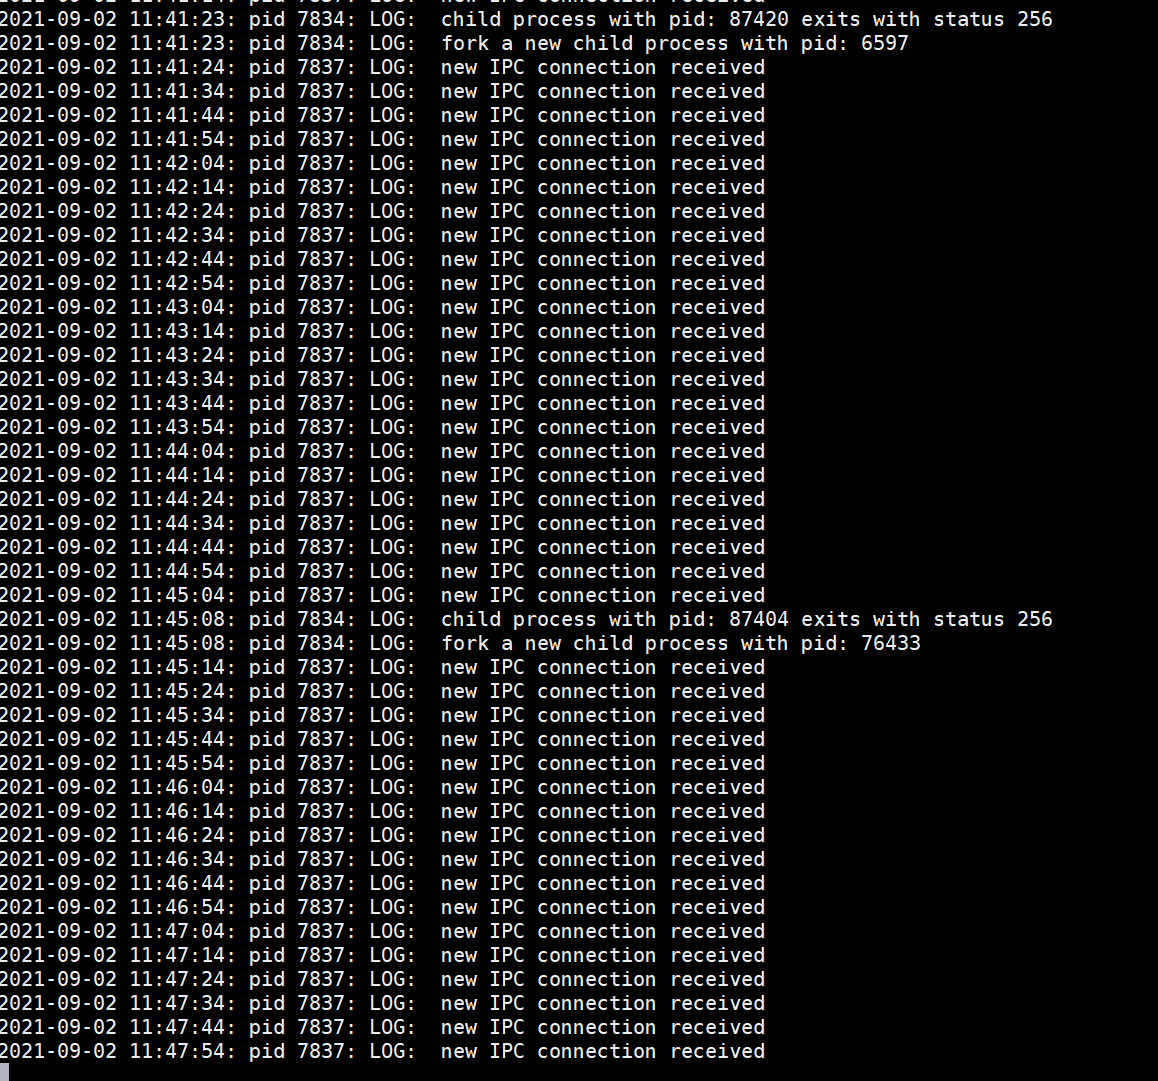 new IPC connection received
2021-09-02 11:41:23: pid 7834: LOG:  child process with pid: 87420 exits with status 256
2021-09-02 11:41:23: pid 7834: LOG:  fork a new child process with pid: 6597
2021-09-02 11:41:24: pid 7837: LOG:  new IPC connection received
2021-09-02 11:41:34: pid 7837: LOG:  new IPC connection received
2021-09-02 11:41:44: pid 7837: LOG:  new IPC connection received
2021-09-02 11:41:54: pid 7837: LOG:  new IPC connection received
2021-09-02 11:42:04: pid 7837: LOG:  new IPC connection received
2021-09-02 11:42:14: pid 7837: LOG:  new IPC connection received
2021-09-02 11:42:24: pid 7837: LOG:  new IPC connection received
2021-09-02 11:42:34: pid 7837: LOG:  new IPC connection received
2021-09-02 11:42:44: pid 7837: LOG:  new IPC connection received
2021-09-02 11:42:54: pid 7837: LOG:  new IPC connection received
2021-09-02 11:43:04: pid 7837: LOG:  new IPC connection received
2021-09-02 11:43:14: pid 7837: LOG:  new IPC connection received
2021-09-02 11:43:24: pid 7837: LOG:  new IPC connection received
2021-09-02 11:43:34: pid 7837: LOG:  new IPC connection received
2021-09-02 11:43:44: pid 7837: LOG:  new IPC connection received
2021-09-02 11:43:54: pid 7837: LOG:  new IPC connection received
2021-09-02 11:44:04: pid 7837: LOG:  new IPC connection received
2021-09-02 11:44:14: pid 7837: LOG:  new IPC connection received
2021-09-02 11:44:24: pid 7837: LOG:  new IPC connection received
2021-09-02 11:44:34: pid 7837: LOG:  new IPC connection received
2021-09-02 11:44:44: pid 7837: LOG:  new IPC connection received
2021-09-02 11:44:54: pid 7837: LOG:  new IPC connection received
2021-09-02 11:45:04: pid 7837: LOG:  new IPC connection received
2021-09-02 11:45:08: pid 7834: LOG:  child process with pid: 87404 exits with status 256
2021-09-02 11:45:08: pid 7834: LOG:  fork a new child process with pid: 76433
2021-09-02 11:45:14: pid 7837: LOG:  new IPC connection received
2021-09-02 11:45:24: pid 7837: LOG:  new IPC connection received
2021-09-02 11:45:34: pid 7837: LOG:  new IPC connection received
2021-09-02 11:45:44: pid 7837: LOG:  new IPC connection received
2021-09-02 11:45:54: pid 7837: LOG:  new IPC connection received
2021-09-02 11:46:04: pid 7837: LOG:  new IPC connection received
2021-09-02 11:46:14: pid 7837: LOG:  new IPC connection received
2021-09-02 11:46:24: pid 7837: LOG:  new IPC connection received
2021-09-02 11:46:34: pid 7837: LOG:  new IPC connection received
2021-09-02 11:46:44: pid 7837: LOG:  new IPC connection received
2021-09-02 11:46:54: pid 7837: LOG:  new IPC connection received
2021-09-02 11:47:04: pid 7837: LOG:  new IPC connection received
2021-09-02 11:47:14: pid 7837: LOG:  new IPC connection received
2021-09-02 11:47:24: pid 7837: LOG:  new IPC connection received
2021-09-02 11:47:34: pid 7837: LOG:  new IPC connection received
2021-09-02 11:47:44: pid 7837: LOG:  new IPC connection received
2021-09-02 11:47:54: pid 7837: LOG:  new IPC connection received